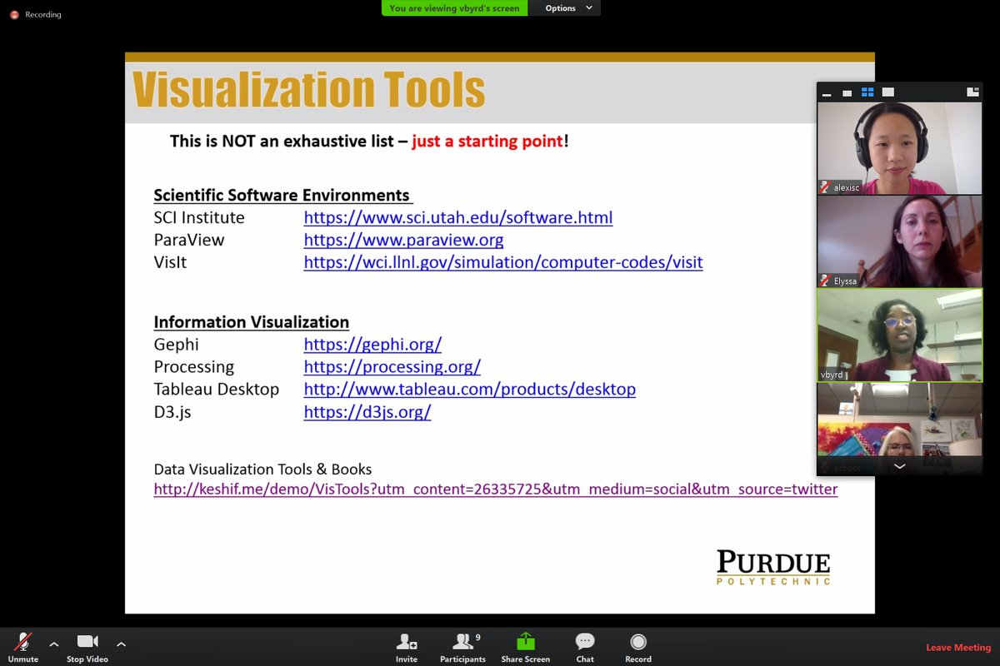 Recording
You are viewing vbyrd's screen Options
Visualization Tools
This is NOT an exhaustive list – just a starting point!
Scientific Software Environments
SCI Institute https://www.sci.utah.edu/software.html
ParaView https://www.paraview.org
VisIt https://wci.llnl.gov/simulation/computer-codes/visit
Information Visualization
Gephi https://gephi.org/
Processing https://processing.org/
Tableau Desktop http://www.tableau.com/products/desktop
D3.js https://d3js.org/
Data Visualization Tools & Books
http://keshif.me/demo/VisTools?utm_content=26335725&utm_medium=social&utm_source=twitter
PURDUE
POLYTECHNIC
alexisc
Elyssa
vbyrd
Unmute
Stop Video
Invite
9
Participants
Share Screen
Chat
Record
Leave Meeting